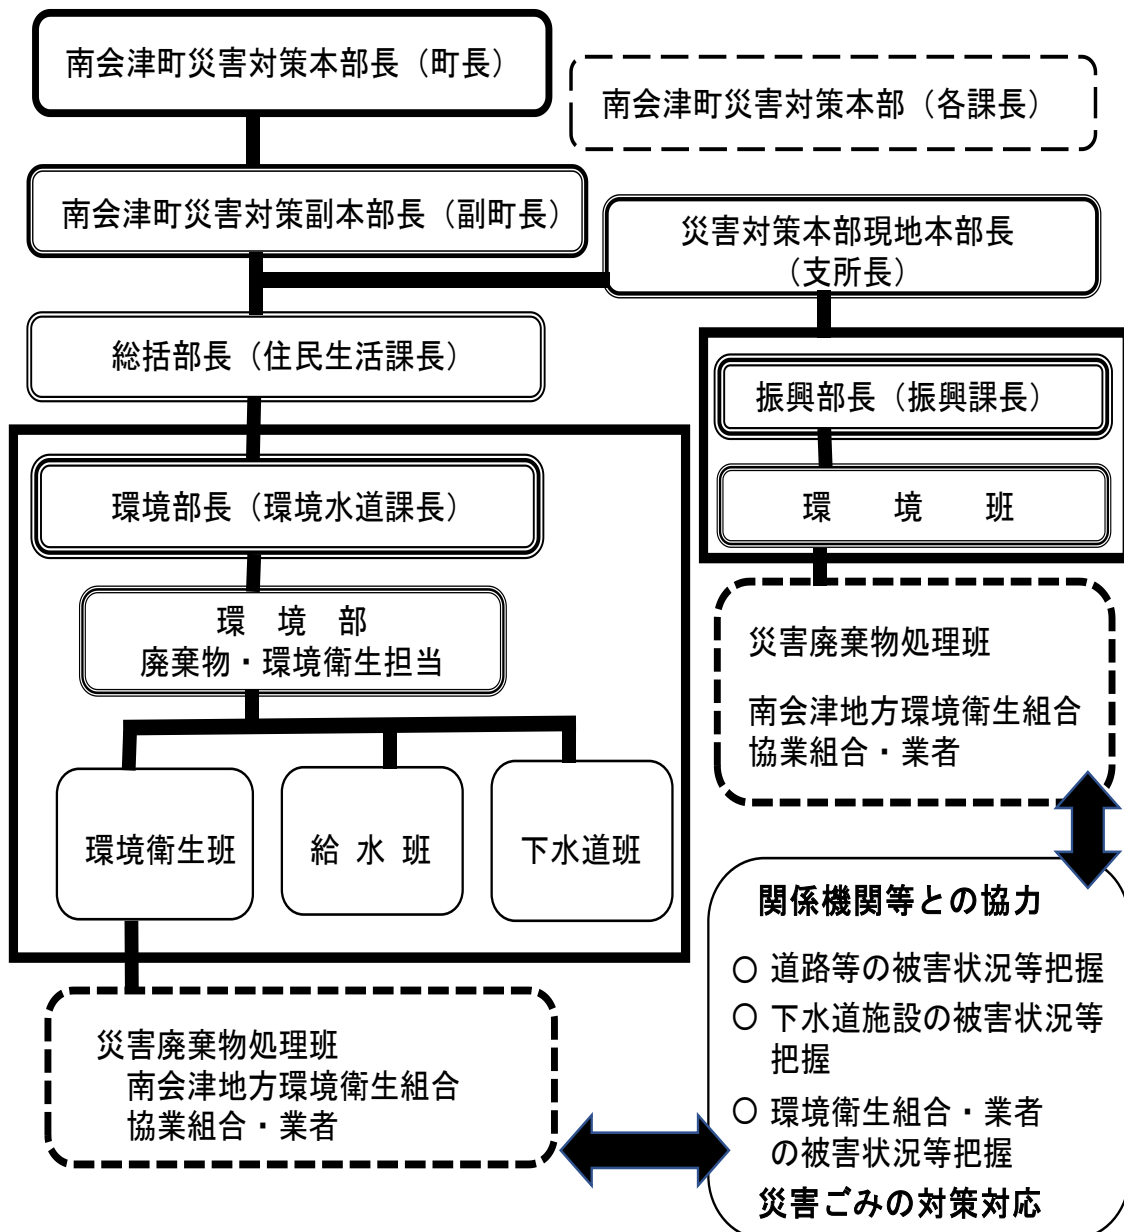 南会津町災害対策本部長（町長）
南会津町災害対策本部（各課長）
南会津町災害対策副本部長（副町長）
災害対策本部現地本部長
（支所長）
総括部長（住民生活課長）
振興部長（振興課長）
環　境　班
環境部長（環境水道課長）
環　境　部
廃棄物・環境衛生担当
災害廃棄物処理班
南会津地方環境衛生組合
協業組合・業者
環境衛生班
給 水 班
下水道班
関係機関等との協力
○ 道路等の被害状況等把握
○ 下水道施設の被害状況等
把握
○ 環境衛生組合・業者
の被害状況等把握
災害ごみの対策対応
災害廃棄物処理班
南会津地方環境衛生組合
協業組合・業者